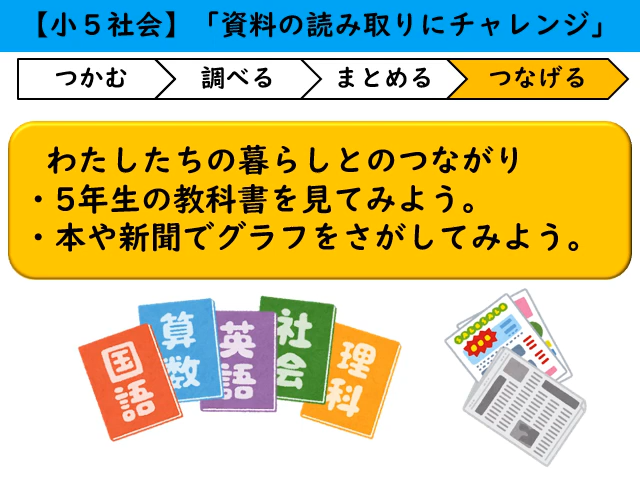 【小５社会】「資料の読み取りにチャレンジ」
つかむ
調べる
まとめる
つなげる
わたしたちの暮らしとのつながり
・5年生の教科書を見てみよう。
・本や新聞でグラフをさがしてみよう。
国語
算数
英語
社会
理科